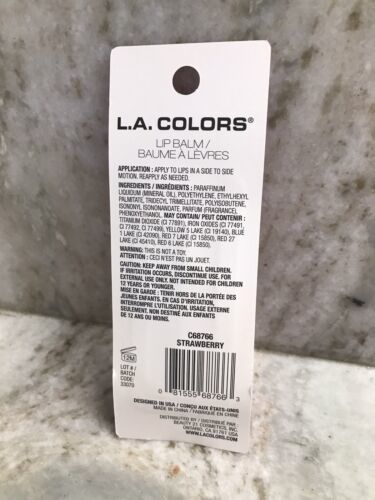 L.A. COLORS®
LIP BALM /
BAUME À LÈVRES
APPLICATION : APPLY TO LIPS IN A SIDE TO SIDE
MOTION. REAPPLY AS NEEDED.
INGREDIENTS / INGRÉDIENTS : PARAFFINUM
LIQUIDUM (MINERAL OIL), POLYETHYLENE, ETHYLHEXYL
PALMITATE, TRIDECYL TRIMELLITATE, POLYISOBUTENE,
ISONONYL ISONONANOATE, PARFUM (FRAGRANCE),
PHENOXYETHANOL. MAY CONTAIN/ PEUT CONTENIR :
TITANIUM DIOXIDE (CI 77891), IRON OXIDES (CI 77491,
CI 77492, CI 77499), YELLOW 5 LAKE (CI 19140), BLUE
1 LAKE (CI 42090), RED 7 LAKE (CI 15850), RED 27
LAKE (CI 45410), RED 6 LAKE (CI 15850).
WARNING: THIS IS NOT A TOY.
ATTENTION : CECI N'EST PAS UN JOUET.
CAUTION: KEEP AWAY FROM SMALL CHILDREN.
IF IRRITATION OCCURS, DISCONTINUE USE. FOR
EXTERNAL USE ONLY. NOT INTENDED FOR CHILDREN
12 YEARS OR YOUNGER.
MISE EN GARDE : TENIR HORS DE LA PORTÉE DES
JEUNES ENFANTS. EN CAS D'IRRITATION,
CESSER L'UTILISATION. USAGE EXTERNE
SEULEMENT. NON DESTINÉ AUX ENFANTS
DE 12 ANS OU MOINS.
C68766
STRAWBERRY
12M
LOT # /
BATCH
CODE:
33070
0 81555 68766 3
DESIGNED IN USA / CONÇU AUX ÉTATS-UNIS
MADE IN CHINA / FABRIQUÉ EN CHINE
DISTRIBUTED BY / DISTRIBUÉ PAR :
BEAUTY 21 COSMETICS, INC.
ONTARIO, CA 91761 USA
WWW.LACOLORS.COM